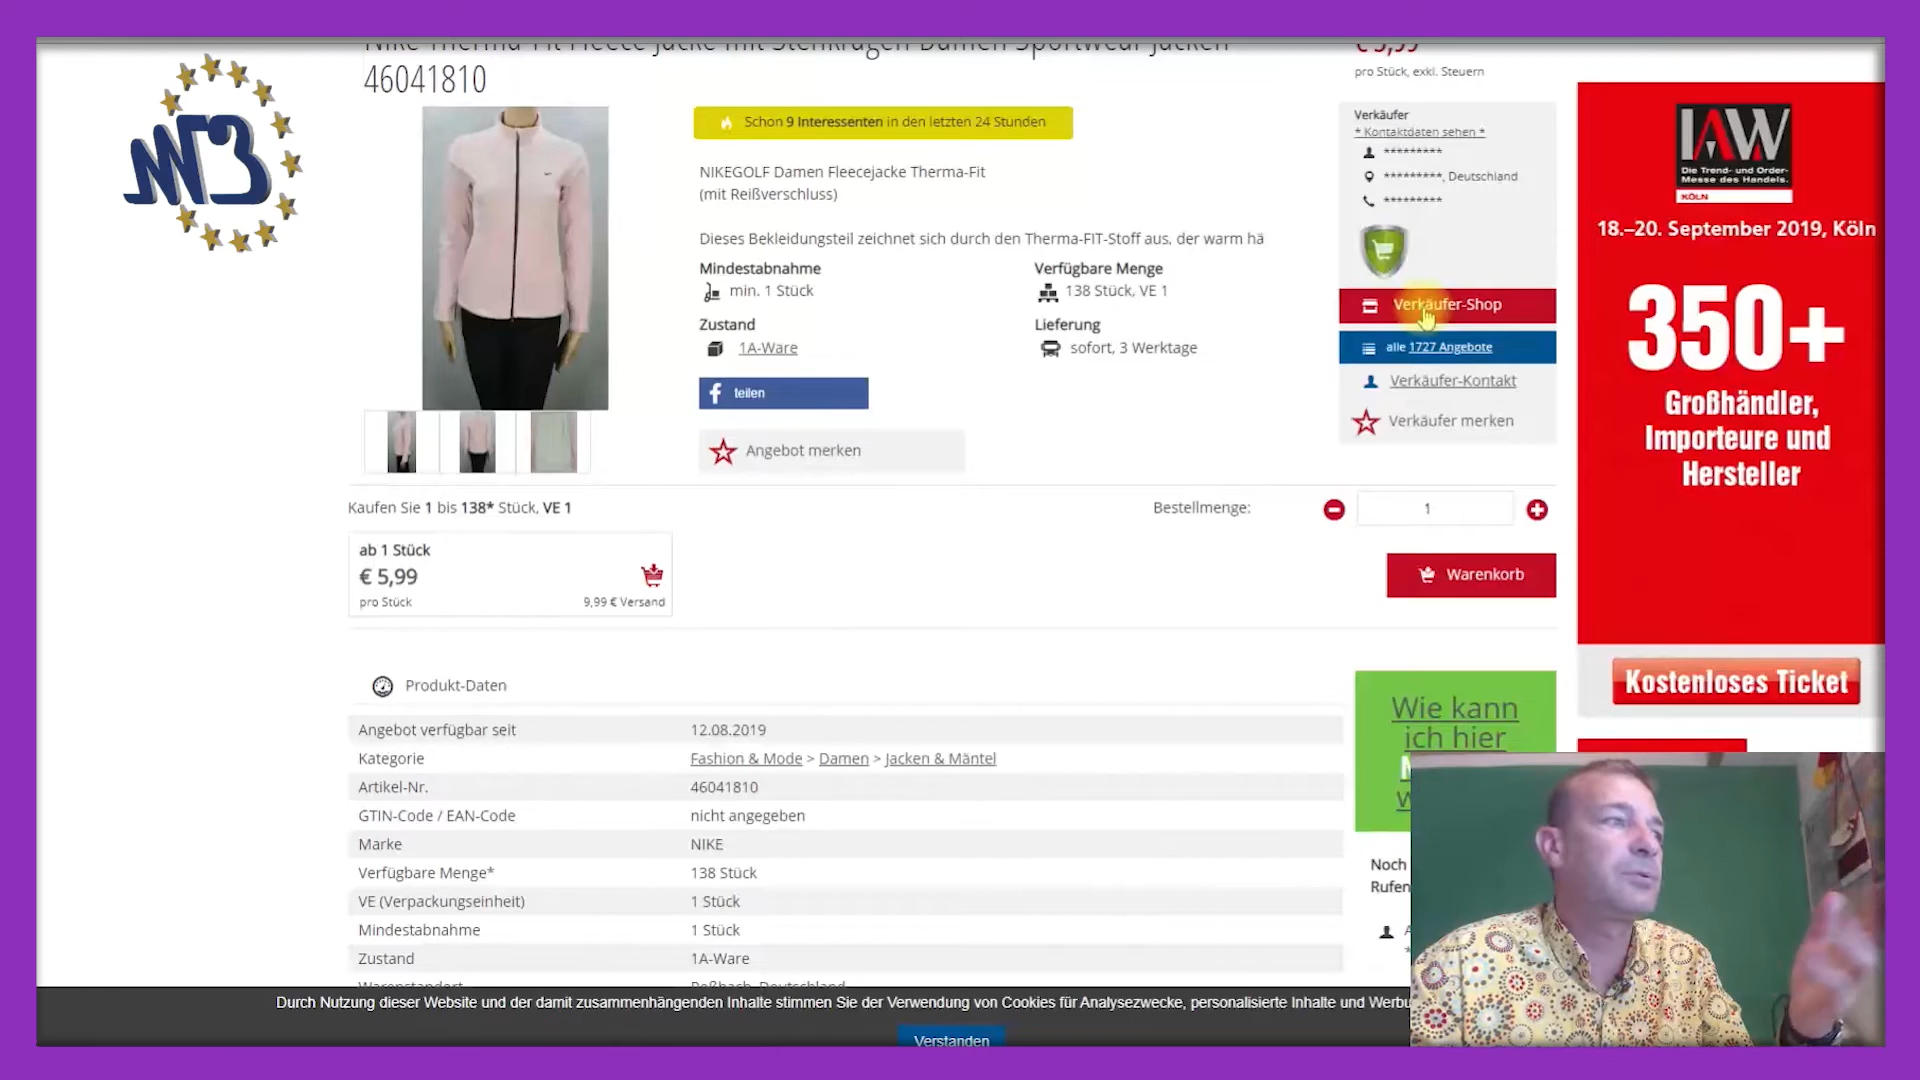 Nike Therma-Fit Fleece Jacke mit Stehkragen Damen Sportwear Jacken
46041810
€ 5,99
pro Stück, exkl. Steuern
Schon 9 Interessenten in den letzten 24 Stunden
NIKEGOLF Damen Fleecejacke Therma-Fit
(mit Reißverschluss)
Dieses Bekleidungsteil zeichnet sich durch den Therma-FIT-Stoff aus, der warm hä
Mindestabnahme
min. 1 Stück
Verfügbare Menge
138 Stück, VE 1
Zustand
1A-Ware
Lieferung
sofort, 3 Werktage
teilen
Angebot merken
Verkäufer
* Kontaktdaten sehen *
*********
*********, Deutschland
*********
Verkäufer-Shop
alle 1727 Angebote
Verkäufer-Kontakt
Verkäufer merken
Kaufen Sie 1 bis 138* Stück, VE 1
Bestellmenge:
1
ab 1 Stück
€ 5,99
pro Stück
9,99 € Versand
Warenkorb
Produkt-Daten
Angebot verfügbar seit 12.08.2019
Kategorie Fashion & Mode > Damen > Jacken & Mäntel
Artikel-Nr. 46041810
GTIN-Code / EAN-Code nicht angegeben
Marke NIKE
Verfügbare Menge* 138 Stück
VE (Verpackungseinheit) 1 Stück
Mindestabnahme 1 Stück
Zustand 1A-Ware
Deutschland
Wie kann
ich hier
Noch
Rufen
IAW
Die Trend- und Order-
Messe des Handels.
KÖLN
18.–20. September 2019, Köln
350+
Großhändler,
Importeure und
Hersteller
Kostenloses Ticket
Durch Nutzung dieser Website und der damit zusammenhängenden Inhalte stimmen Sie der Verwendung von Cookies für Analysezwecke, personalisierte Inhalte und Werbu
Verstanden